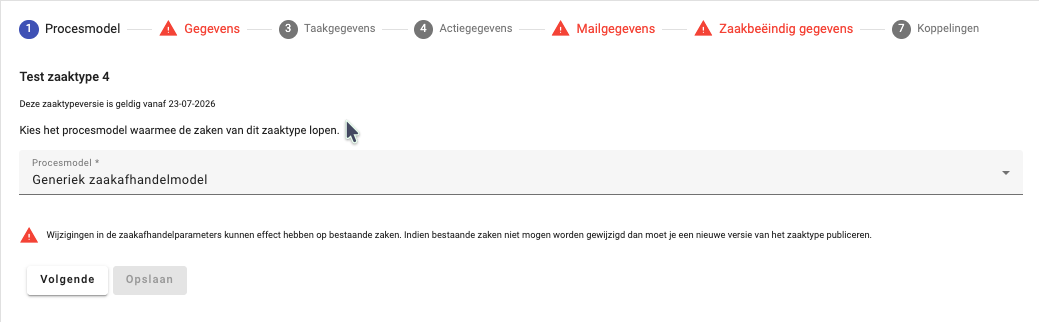 1 Procesmodel Gegevens 3 Taakgegevens 4 Actiegegevens Mailgegevens Zaakbeëindig gegevens 7 Koppelingen
Test zaaktype 4
Deze zaaktypeversie is geldig vanaf 23-07-2026
Kies het procesmodel waarmee de zaken van dit zaaktype lopen.
Procesmodel *
Generiek zaakafhandelmodel
Wijzigingen in de zaakafhandelparameters kunnen effect hebben op bestaande zaken. Indien bestaande zaken niet mogen worden gewijzigd dan moet je een nieuwe versie van het zaaktype publiceren.
Volgende Opslaan